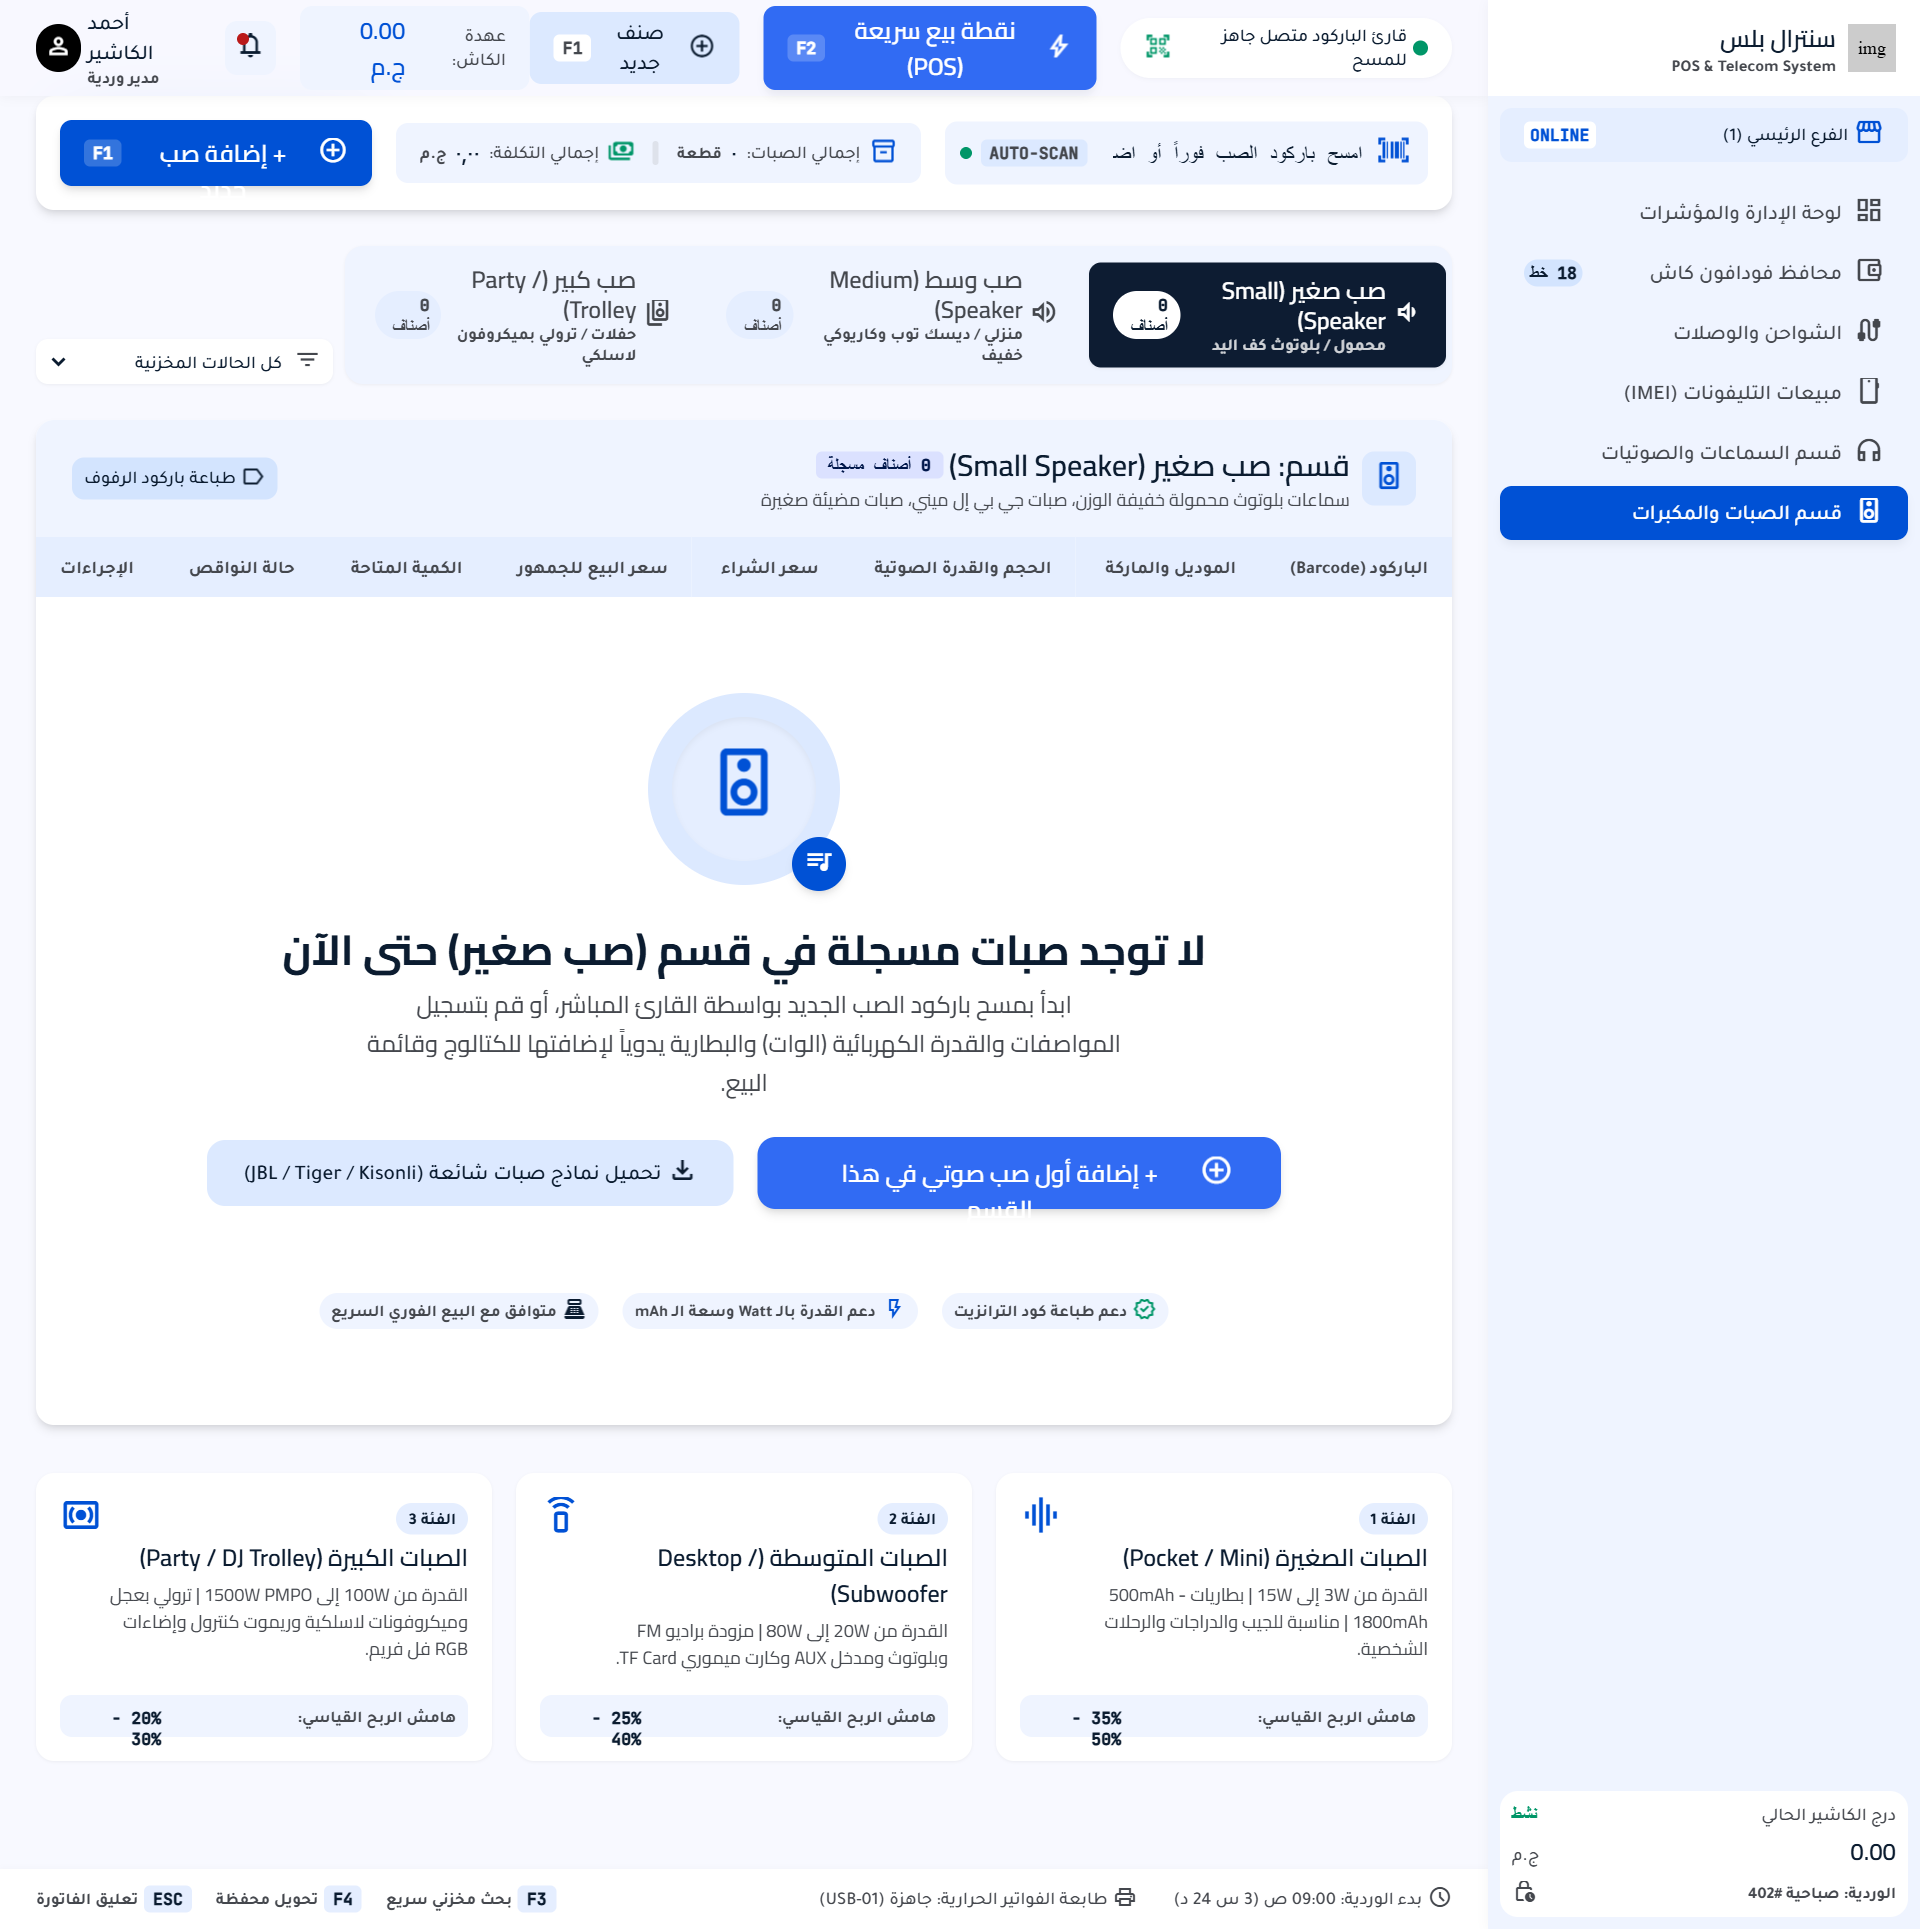 سنترال بلس
POS & Telecom System
img
قارئ الباركود متصل جاهز
للمسح
نقطة بيع سريعة
(POS)
F2
صنف
جديد
F1
عهدة
الكاش:
0.00
ج.م
أحمد
الكاشير
مدير وردية
الفرع الرئيسي (1)
ONLINE
لوحة الإدارة والمؤشرات
محافظ فودافون كاش
18 خط
الشواحن والوصلات
مبيعات التليفونات (IMEI)
قسم السماعات والصوتيات
قسم الصبات والمكبرات
امسح باركود الصب فوراً أو اضـ
AUTO-SCAN
إجمالي الصبات: ٠ قطعة
إجمالي التكلفة: ٠,٠٠ ج.م
+ إضافة صب
جديد
F1
صب صغير (Small
Speaker)
محمول / بلوتوث كف اليد
0
أصناف
صب وسط (Medium
Speaker)
منزلي / ديسك توب وكاريوكي
خفيف
0
أصناف
صب كبير (Party /
Trolley)
حفلات / ترولي بميكروفون
لاسلكي
0
أصناف
كل الحالات المخزنية
قسم: صب صغير (Small Speaker)
0 أصناف مسجلة
سماعات بلوتوث محمولة خفيفة الوزن، صبات جي بي إل ميني، صبات مضيئة صغيرة
طباعة باركود الرفوف
الباركود (Barcode)
الموديل والماركة
الحجم والقدرة الصوتية
سعر الشراء
سعر البيع للجمهور
الكمية المتاحة
حالة النواقص
الإجراءات
لا توجد صبات مسجلة في قسم (صب صغير) حتى الآن
ابدأ بمسح باركود الصب الجديد بواسطة القارئ المباشر، أو قم بتسجيل
المواصفات والقدرة الكهربائية (الوات) والبطارية يدوياً لإضافتها للكتالوج وقائمة
البيع.
+ إضافة أول صب صوتي في هذا
القسم
تحميل نماذج صبات شائعة (JBL / Tiger / Kisonli)
دعم طباعة كود الترانزيت
دعم القدرة بالـ Watt وسعة الـ mAh
متوافق مع البيع الفوري السريع
الفئة 1
الصبات الصغيرة (Pocket / Mini)
القدرة من 3W إلى 15W | بطاريات 500mAh -
1800mAh | مناسبة للجيب والدراجات والرحلات
الشخصية.
هامش الربح القياسي:
35% -
50%
الفئة 2
الصبات المتوسطة (Desktop /
Subwoofer)
القدرة من 20W إلى 80W | مزودة براديو FM
وبلوتوث ومدخل AUX وكارت ميموري TF Card.
هامش الربح القياسي:
25% -
40%
الفئة 3
الصبات الكبيرة (Party / DJ Trolley)
القدرة من 100W إلى 1500W PMPO | ترولي بعجل
وميكروفونات لاسلكية وريموت كنترول وإضاءات
RGB فل فريم.
هامش الربح القياسي:
20% -
30%
درج الكاشير الحالي
نشط
0.00
ج.م
الوردية: صباحية #402
بدء الوردية: 09:00 ص (3 س 24 د)
طابعة الفواتير الحرارية: جاهزة (USB-01)
F3 بحث مخزني سريع
F4 تحويل محفظة
ESC تعليق الفاتورة